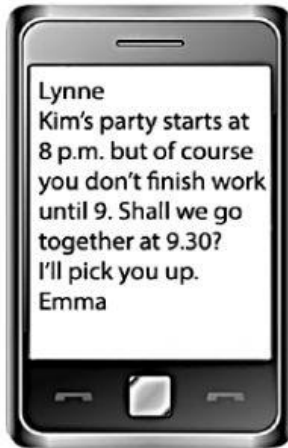 Lynne
Kim's party starts at
8 p.m. but of course
you don't finish work
until 9. Shall we go
together at 9.30?
I'll pick you up.
Emma